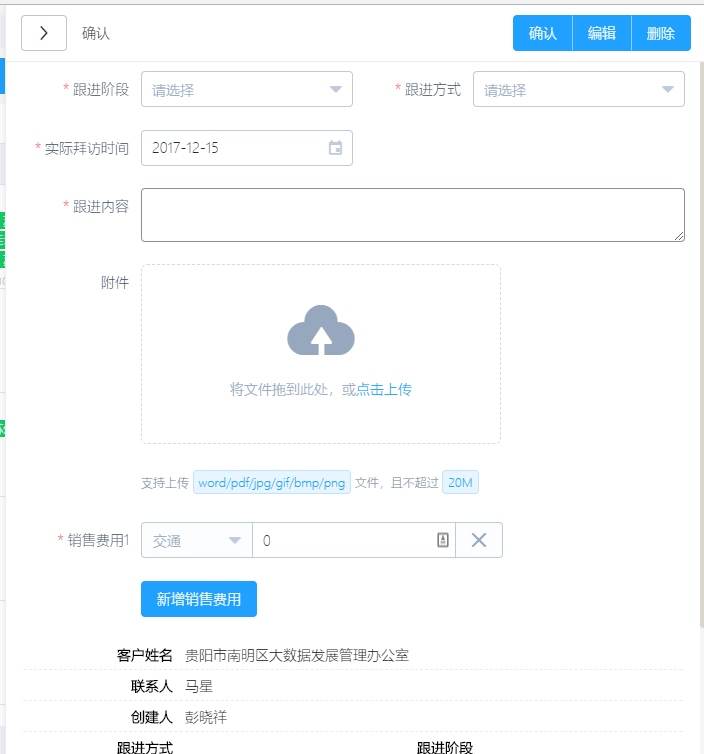 确认 确认 编辑 删除
* 跟进阶段 请选择 * 跟进方式 请选择
* 实际拜访时间 2017-12-15
* 跟进内容
附件
将文件拖到此处，或点击上传
支持上传 word/pdf/jpg/gif/bmp/png 文件，且不超过 20M
* 销售费用1 交通 0
新增销售费用
客户姓名 贵阳市南明区大数据发展管理办公室
联系人 马星
创建人 彭晓祥
跟进方式 跟进阶段